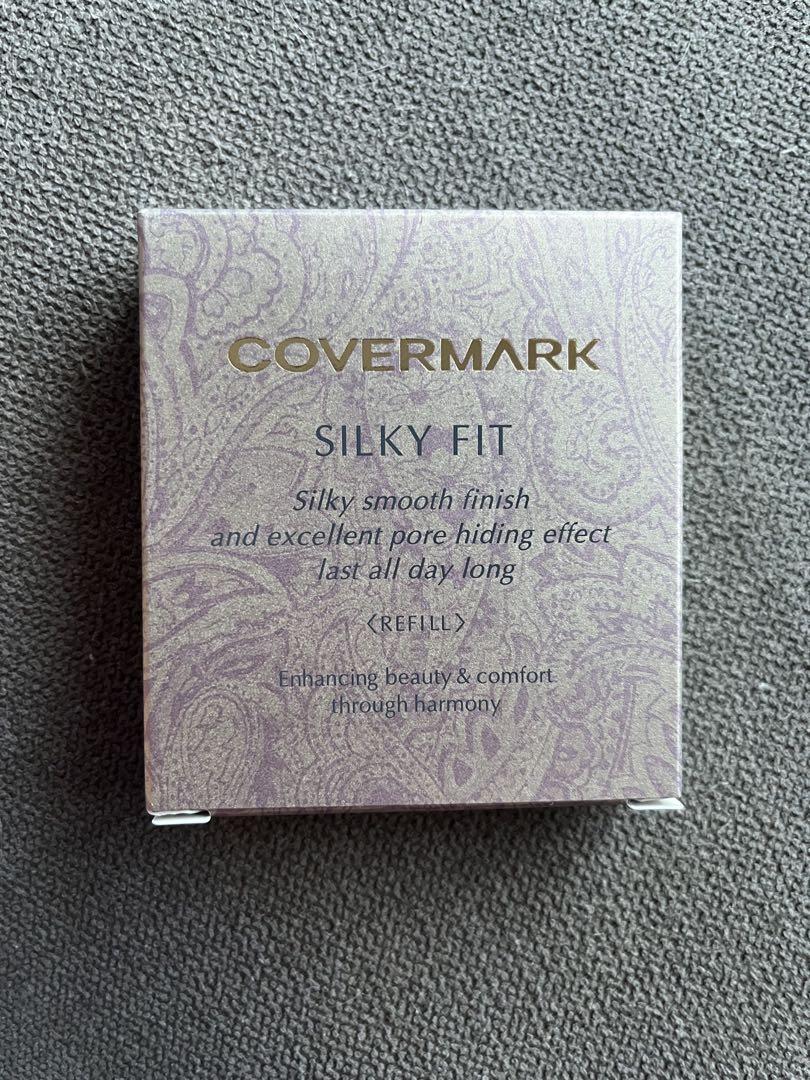 COVERMARK
SILKY FIT
Silky smooth finish
and excellent pore hiding effect
last all day long
〈REFILL〉
Enhancing beauty & comfort
through harmony